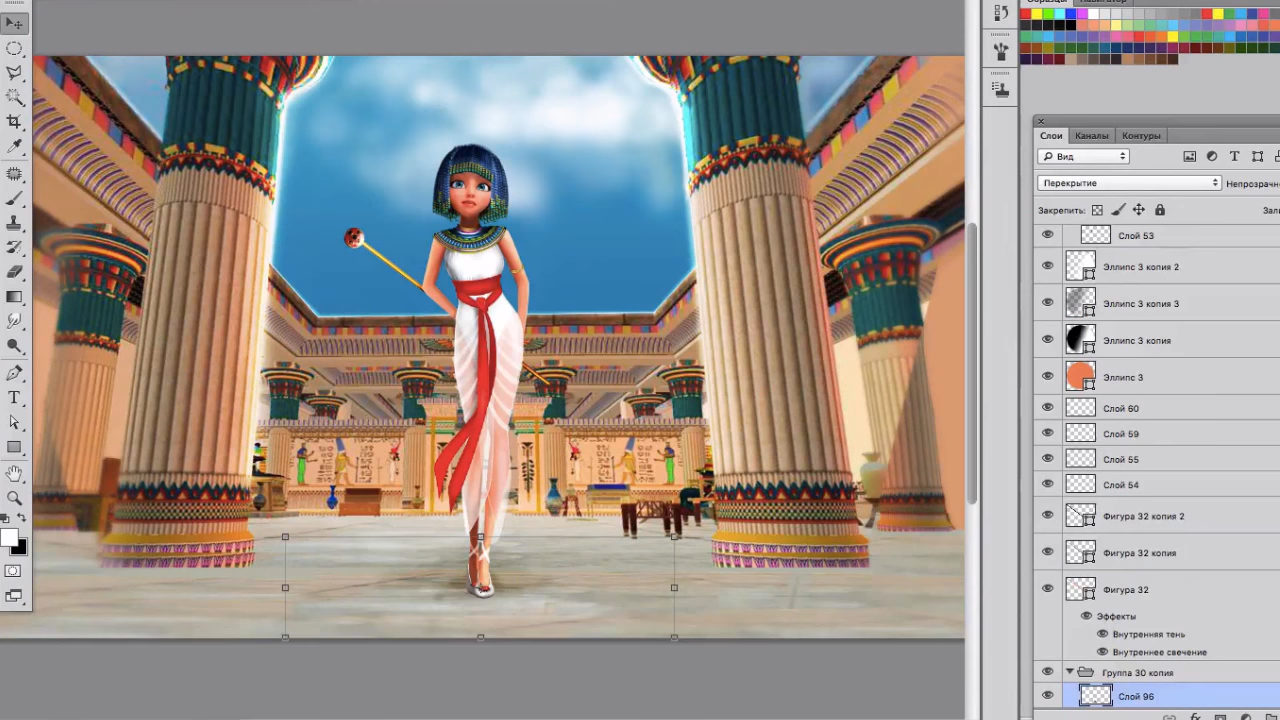 Образцы Навигатор
Слои Каналы Контуры
Вид
Перекрытие Непрозрачн
Закрепить: Зал
Слой 53
Эллипс 3 копия 2
Эллипс 3 копия 3
Эллипс 3 копия
Эллипс 3
Слой 60
Слой 59
Слой 55
Слой 54
Фигура 32 копия 2
Фигура 32 копия
Фигура 32
Эффекты
Внутренняя тень
Внутреннее свечение
Группа 30 копия
Слой 96